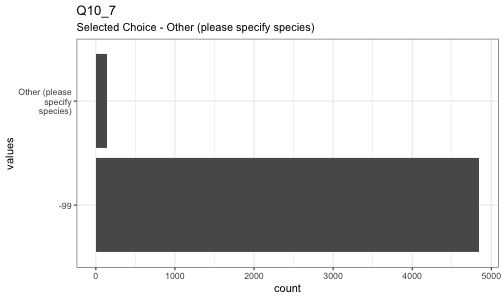 Q10_7
Selected Choice - Other (please specify species)
values
Other (please
specify
species)
-99
0
1000
2000
3000
4000
5000
count